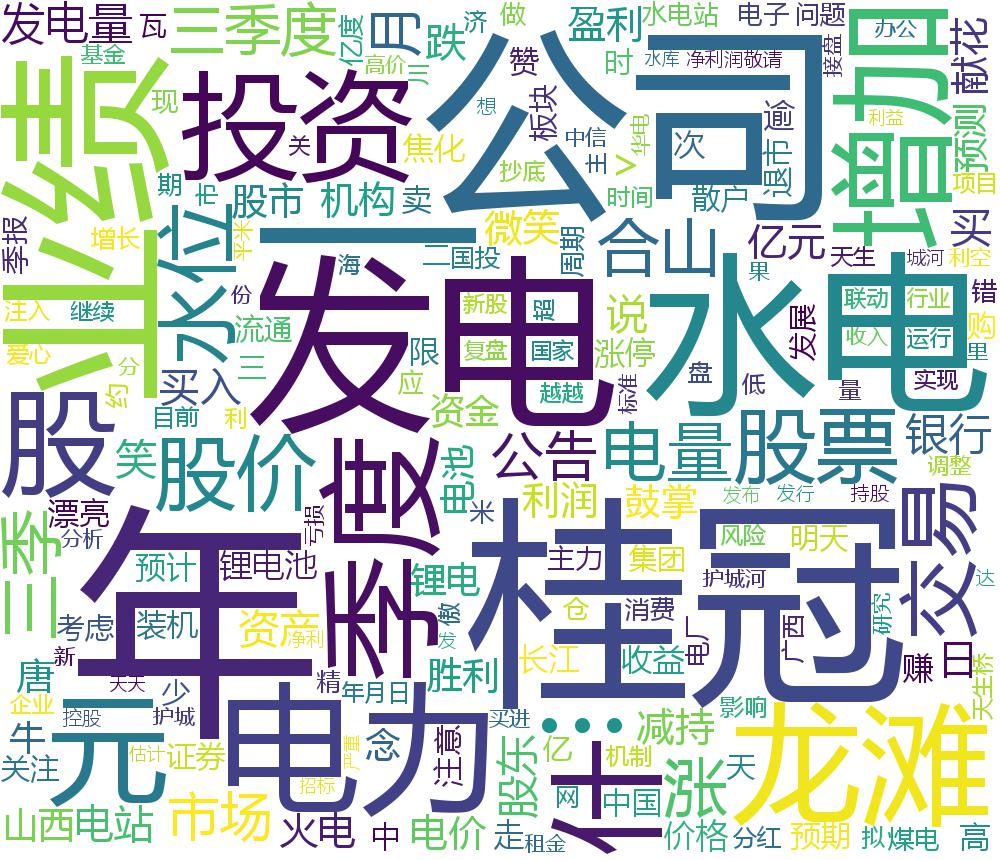 发电量
瓦
三季度
亿度
月
跌
济
做
盈利
水电站
电子
问题
办公
献花
基金
高价
川
赞
时
水库
净利润敬请
接盘
业绩
现
投资
公司
想
板块
中信
主
>
华电
次
逾
增加
利益
预测
关
焦化
抄底
时间
散户
退市
项目
期
市
股市
机构
卖
微笑
一
合山
亿元
天生
买
季报
增长
水位
平米
海
二国投
周期
果
城河
利空
注入
继续
份
发电
新股
超
水电
联动
行业
错
购
爱心
流通
限
复盘
国家
说
涨停
发展
收入
运行
里
分
约
三
买入
应
越越
标准
盘
低
量
实现
目前
利
资金
股
笑
股价
季度
电池
公告
电量
股票
银行
调整
漂亮
亏损
米
利润
鼓掌
发布
发行
持股
交易
三季
分析
年
预计
锂电池
锂电
桂冠
主力
集团
风险
明天
护城河
达
考虑
装机
资产
净利
傲
发
仓
消费
研究
新
天天
精
长江
收益
电厂
广西
赚
日
唐
少
年月日
胜利
买进
影响
天生桥
企业
控股
护城
元
电力
…
减持
龙滩
牛
估计
证券
严重
念
注意
股东
亿
什
机制
天
关注
招标
网
中国
涨
山西
电站
市场
火电
中
电价
走
租金
价格
分红
预期
拟
煤电
高